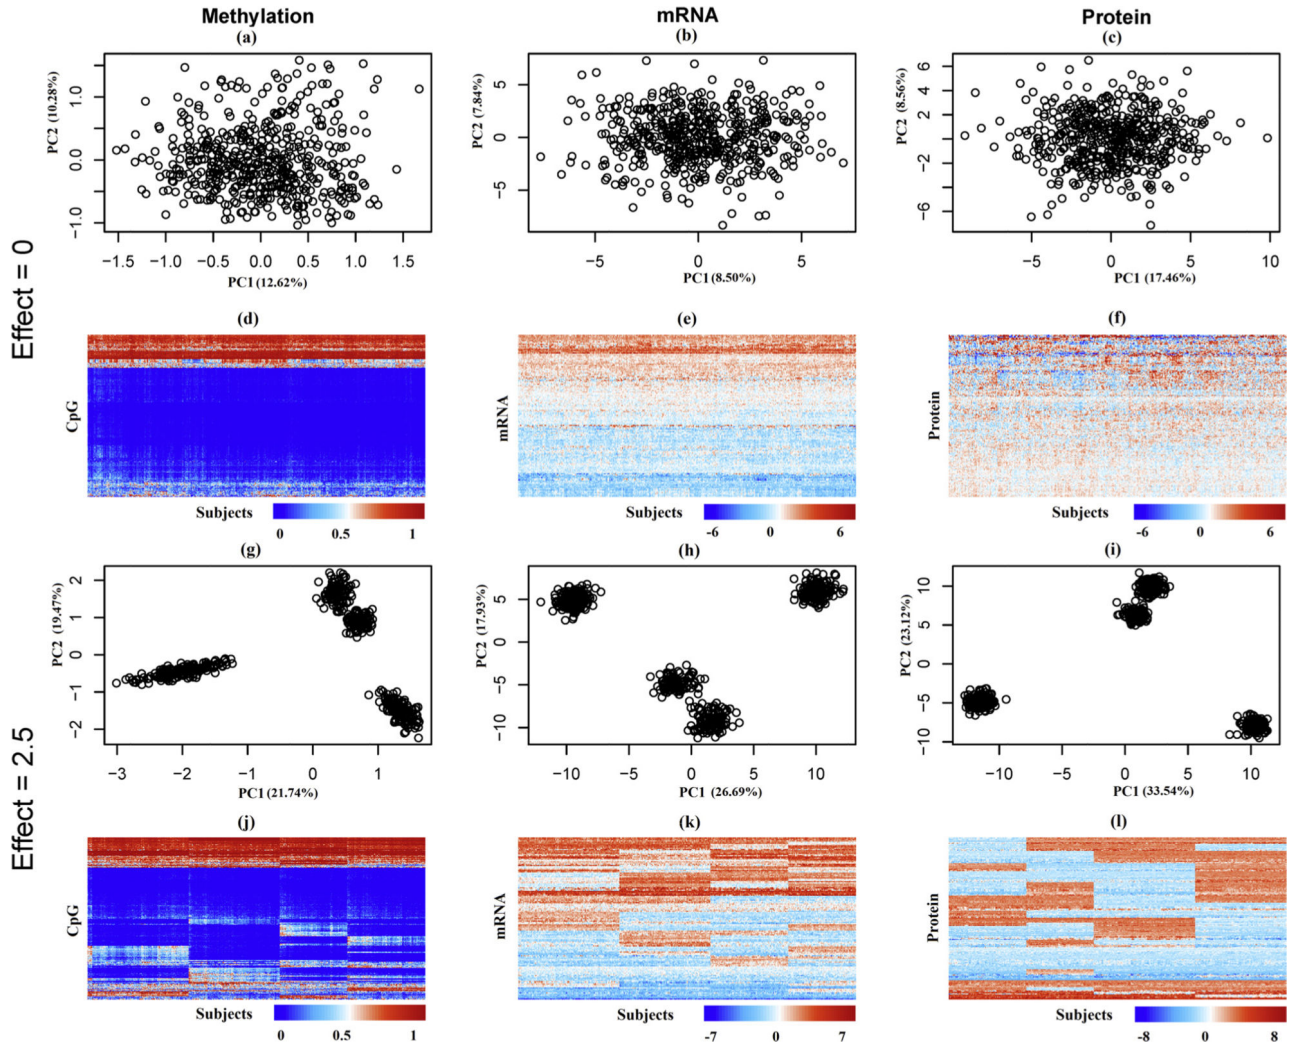 Methylation mRNA Protein
(a) (b) (c)
Effect = 0
PC2 (10.28%)
1.0
0.0
−1.0
−1.5 −1.0 −0.5 0.0 0.5 1.0 1.5
PC1 (12.62%)
PC2 (7.84%)
5
0
−5
−5 0 5
PC1 (8.50%)
PC2 (8.56%)
6
4
2
−2
−6
−5 0 5 10
PC1 (17.46%)
(d) (e) (f)
CpG
Subjects
0 0.5 1
mRNA
Subjects
-6 0 6
Protein
Subjects
-6 0 6
(g) (h) (i)
Effect = 2.5
PC2 (19.47%)
2
1
0
−1
−2
−3 −2 −1 0 1
PC1 (21.74%)
PC2 (17.93%)
5
0
−5
−10
−10 −5 0 5 10
PC1 (26.69%)
PC2 (23.12%)
10
5
0
−5
−10
−10 −5 0 5 10
PC1 (33.54%)
(j) (k) (l)
CpG
Subjects
0 0.5 1
mRNA
Subjects
-7 0 7
Protein
Subjects
-8 0 8